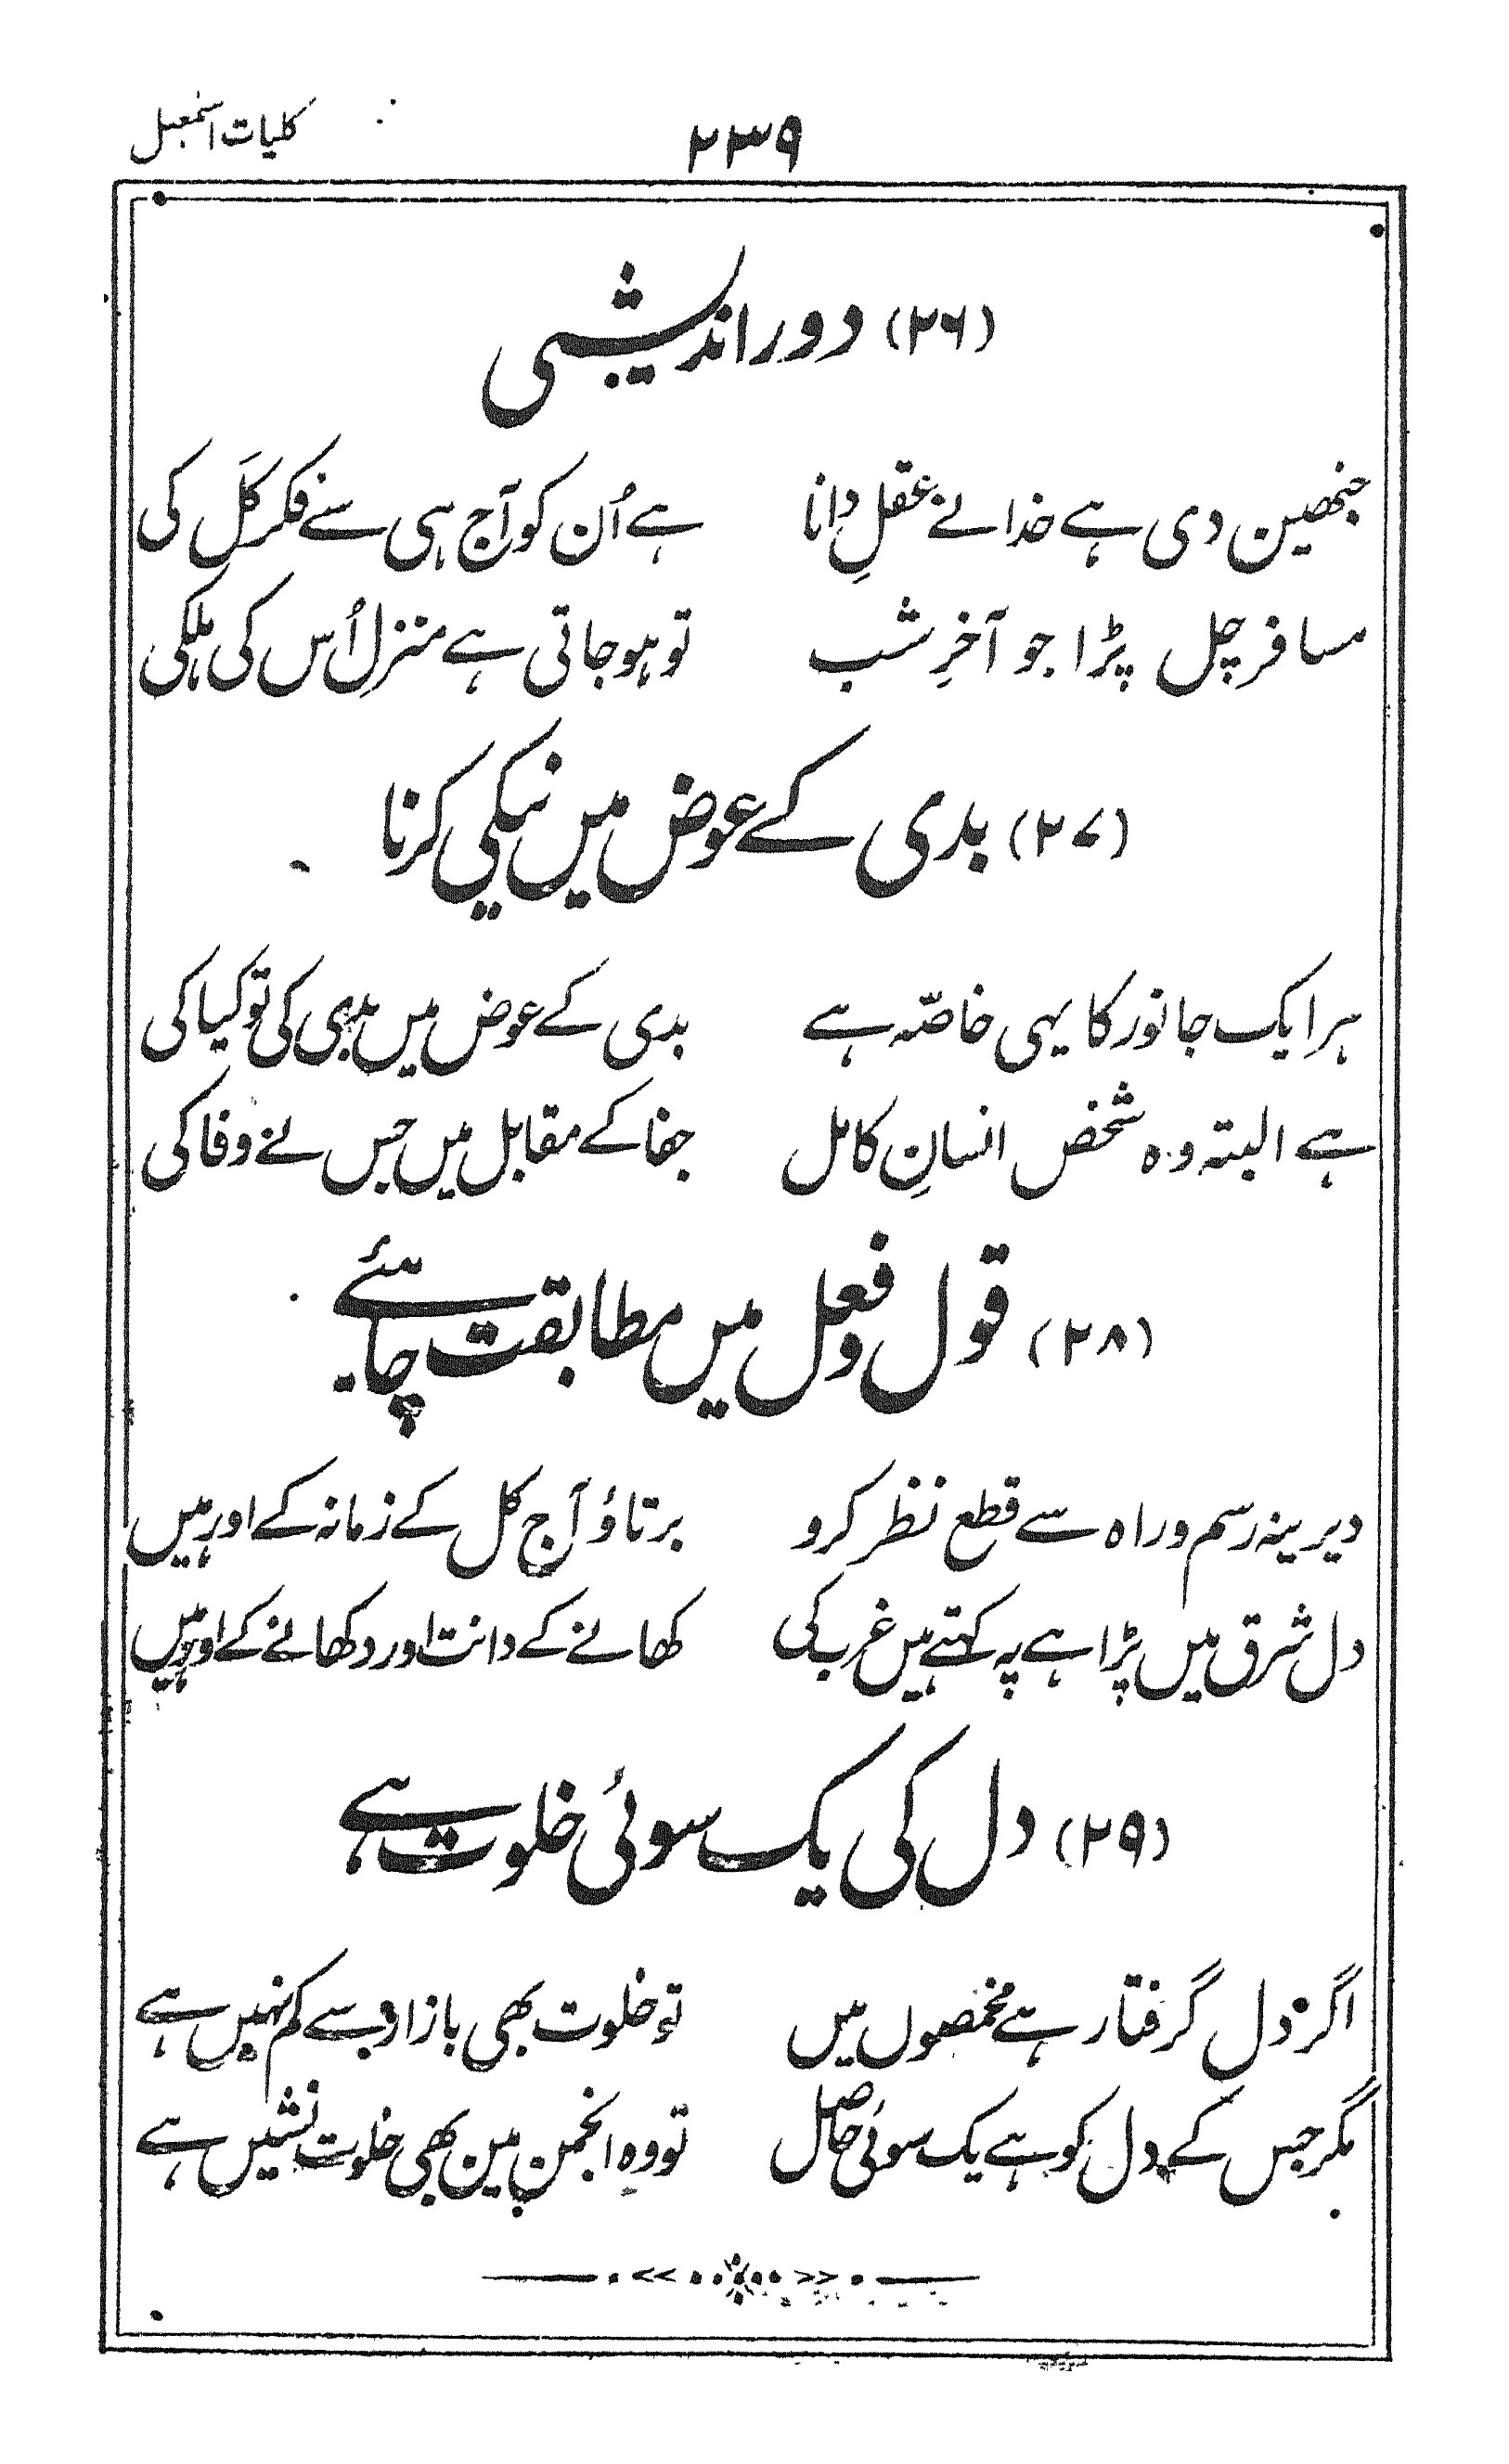 ۲۳۹ کلیات اسمٰعیل
(۲۶) دور اندیشی
جنھین دی ہے خدا نے عقلِ دانا ہے اُن کو آج ہی سے فکر کَل کی
مسافر چل پڑا جو آخرِ شب تو ہو جاتی ہے منزل اُس کی ہلکی
(۲۷) بدی کے عوض میں نیکی کرنا
ہر ایک جانور کا یہی خاصّہ ہے بدی کے عوض میں بدی کی تو کیا کی
ہے البتہ وہ شخص انسانِ کامل جفا کے مقابل میں جس نے وفا کی
(۲۸) قول و فعل میں مطابقت چاہئے
دیرینہ رسم و راہ سے قطع نظر کرو برتاؤ آج کل کے زمانہ کے اور ہیں
دل شرق میں پڑا ہے پہ کہتے ہیں غرب کی کھانے کے دانت اور دکھانے کے اور ہیں
(۲۹) دل کی یک سوئی خلوت ہے
اگر دل گرفتار ہے مخمصوں میں تو خلوت بھی بازار سے کم نہیں ہے
مگر جس کے دل کو ہے یک سوئی حاصل تو وہ انجمن مین بھی خلوت نشیں ہے